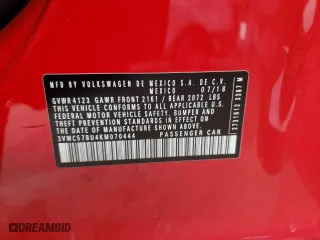 MFD BY VOLKSWAGEN DE MEXICO S.A. DE C.V.
MEXICO 07/18
GVWR 4123 GAWR FRONT 2161 / REAR 2072 LBS
THIS VEHICLE CONFORMS TO ALL APPLICABLE U.S.
FEDERAL MOTOR VEHICLE SAFETY, BUMPER, AND
THEFT PREVENTION STANDARDS IN EFFECT ON
THE DATE OF MANUFACTURE SHOWN ABOVE
3VWC57BU4KM070444 PASSENGER CAR
DREAMBID